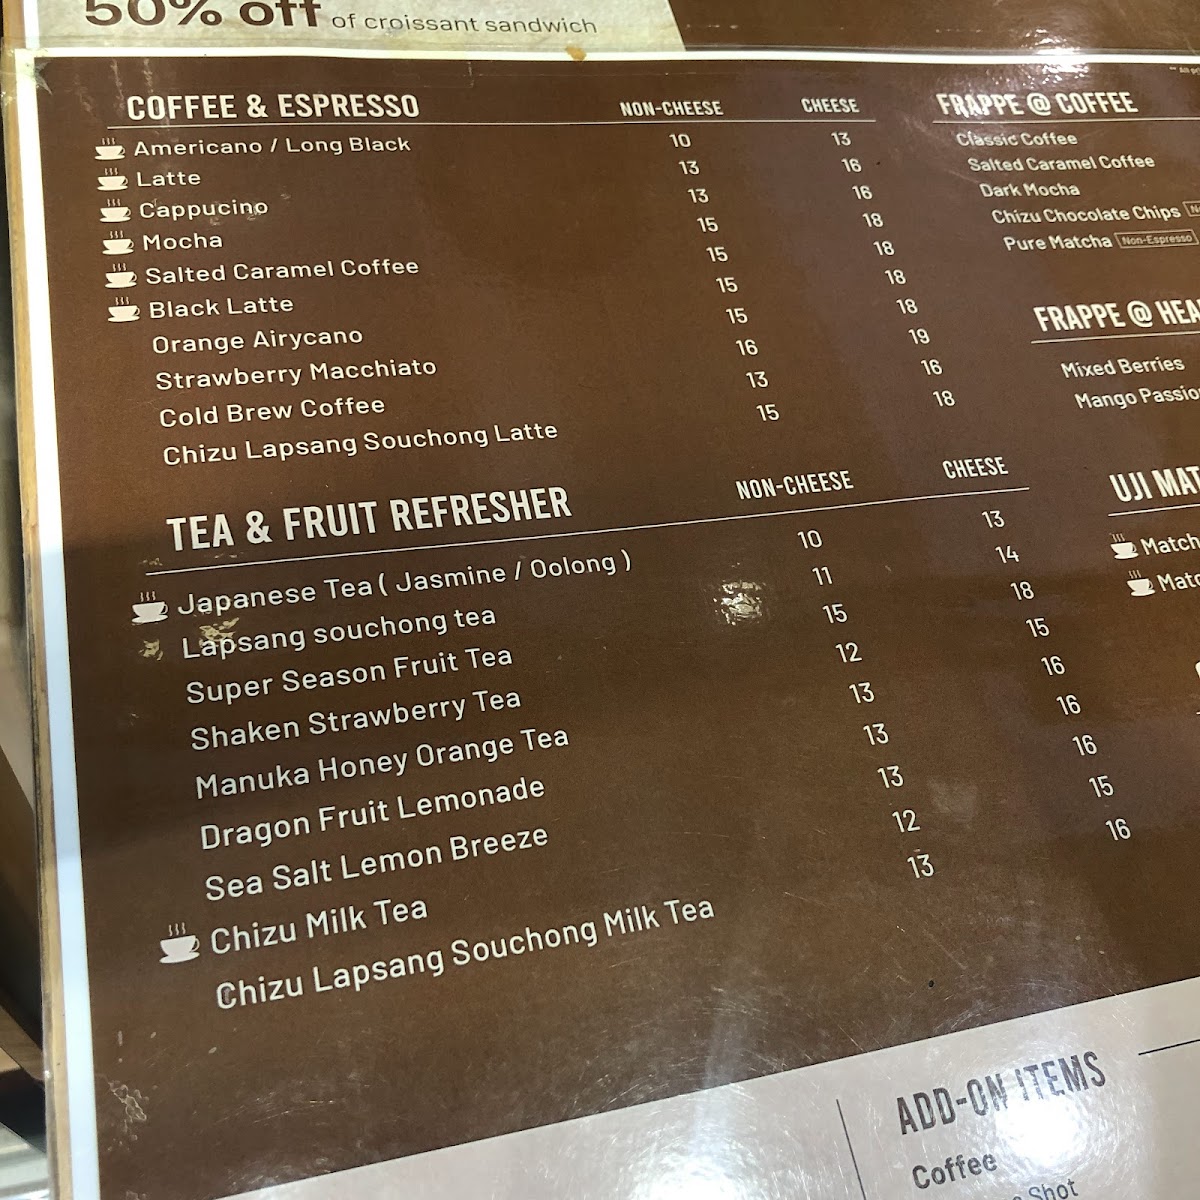 50% off of croissant sandwich
COFFEE & ESPRESSO NON-CHEESE CHEESE
Americano / Long Black 10 13
Latte 13 16
Cappucino 13 16
Mocha 15 18
Salted Caramel Coffee 15 18
Black Latte 15 18
Orange Airycano 15 18
Strawberry Macchiato 16 19
Cold Brew Coffee 13 16
Chizu Lapsang Souchong Latte 15 18
TEA & FRUIT REFRESHER NON-CHEESE CHEESE
Japanese Tea ( Jasmine / Oolong ) 10 13
Lapsang souchong tea 11 14
Super Season Fruit Tea 15 18
Shaken Strawberry Tea 12 15
Manuka Honey Orange Tea 13 16
Dragon Fruit Lemonade 13 16
Sea Salt Lemon Breeze 13 16
Chizu Milk Tea 12 15
Chizu Lapsang Souchong Milk Tea 13 16
FRAPPE @ COFFEE
Classic Coffee
Salted Caramel Coffee
Dark Mocha
Chizu Chocolate Chips
Pure Matcha Non-Espresso
FRAPPE @ HEA
Mixed Berries
Mango Passio
UJI MAT
Match
Matc
ADD-ON ITEMS
Coffee
Shot